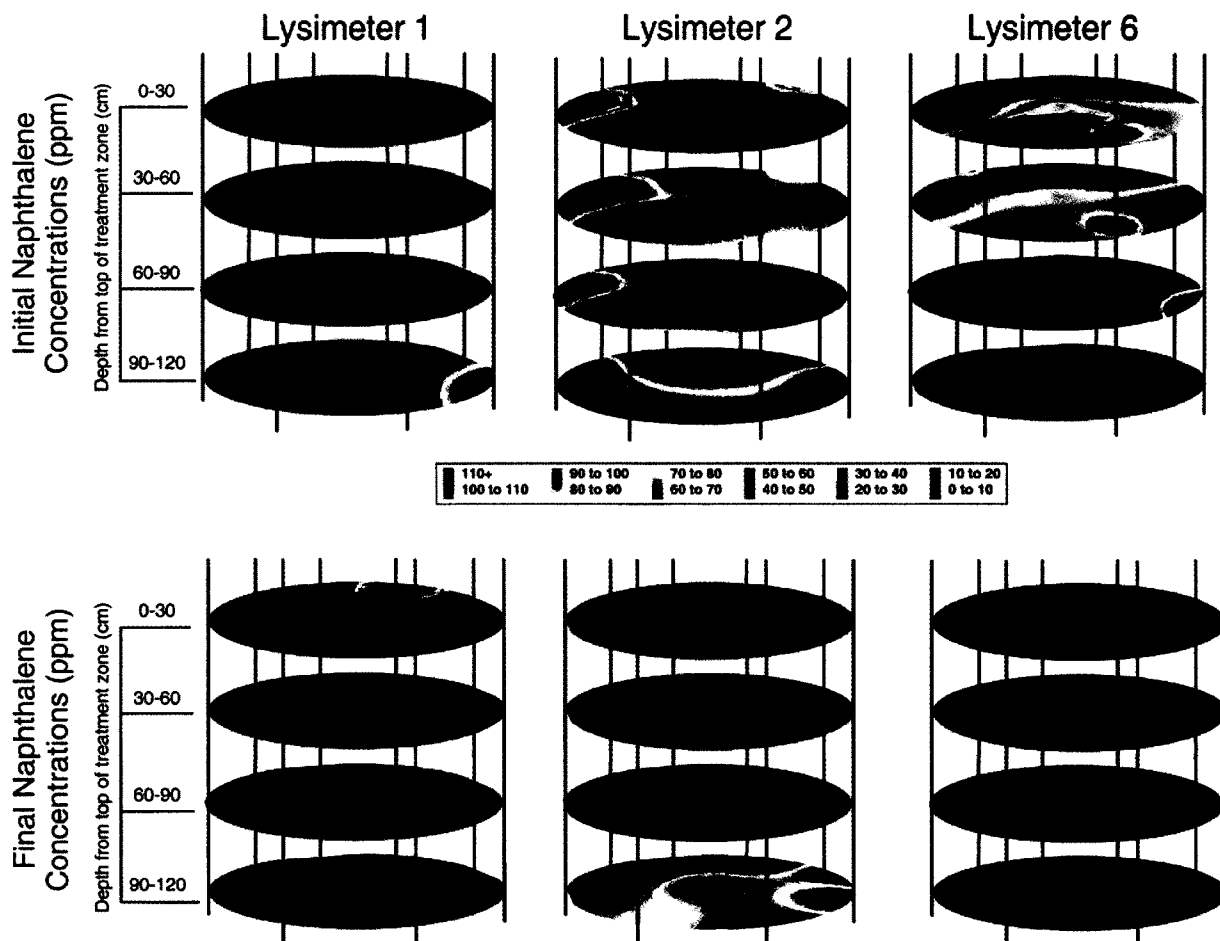 Lysimeter 1
Lysimeter 2
Lysimeter 6
Initial Naphthalene
Concentrations (ppm)
Depth from top of treatment zone (cm)
0-30
30-60
60-90
90-120
110+
90 to 100
70 to 80
50 to 60
30 to 40
10 to 20
100 to 110
80 to 90
60 to 70
40 to 50
20 to 30
0 to 10
Final Naphthalene
Concentrations (ppm)
Depth from top of treatment zone (cm)
0-30
30-60
60-90
90-120